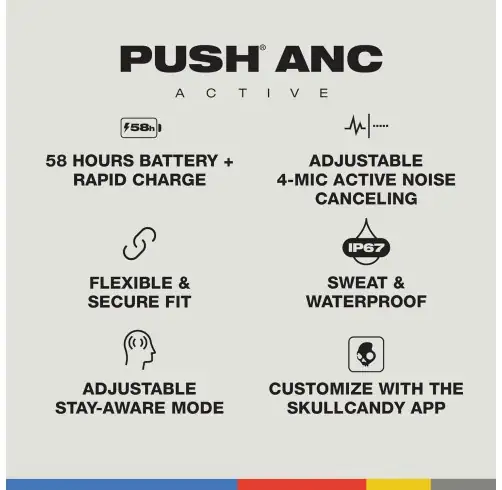 PUSH® ANC
ACTIVE
58h
58 HOURS BATTERY +
RAPID CHARGE
ADJUSTABLE
4-MIC ACTIVE NOISE
CANCELING
FLEXIBLE &
SECURE FIT
IP67
SWEAT &
WATERPROOF
ADJUSTABLE
STAY-AWARE MODE
CUSTOMIZE WITH THE
SKULLCANDY APP